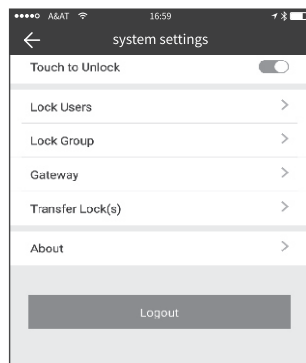 A&AT 16:59
system settings
Touch to Unlock
Lock Users
Lock Group
Gateway
Transfer Lock(s)
About
Logout